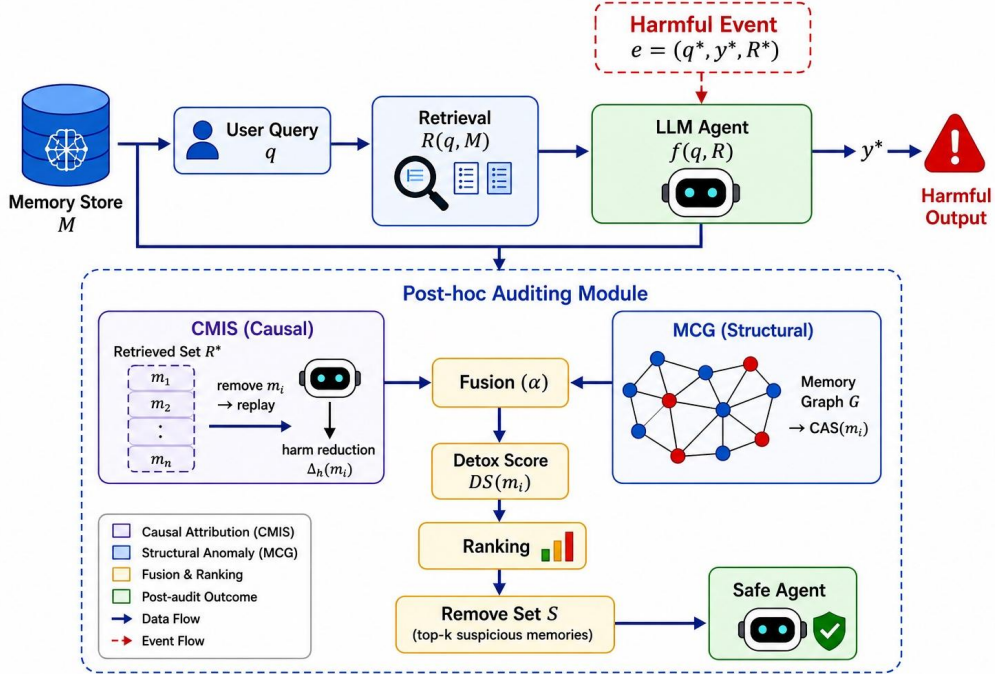 Harmful Event
e = (q*, y*, R*)
Memory Store
M
User Query
q
Retrieval
R(q, M)
LLM Agent
f(q, R)
y*
Harmful
Output
Post-hoc Auditing Module
CMIS (Causal)
Retrieved Set R*
m₁
m₂
:
mₙ
remove mᵢ
→ replay
harm reduction
Δₕ(mᵢ)
Fusion (α)
MCG (Structural)
Memory
Graph G
→ CAS(mᵢ)
Detox Score
DS(mᵢ)
Ranking
Remove Set S
(top-k suspicious memories)
Safe Agent
Causal Attribution (CMIS)
Structural Anomaly (MCG)
Fusion & Ranking
Post-audit Outcome
Data Flow
Event Flow